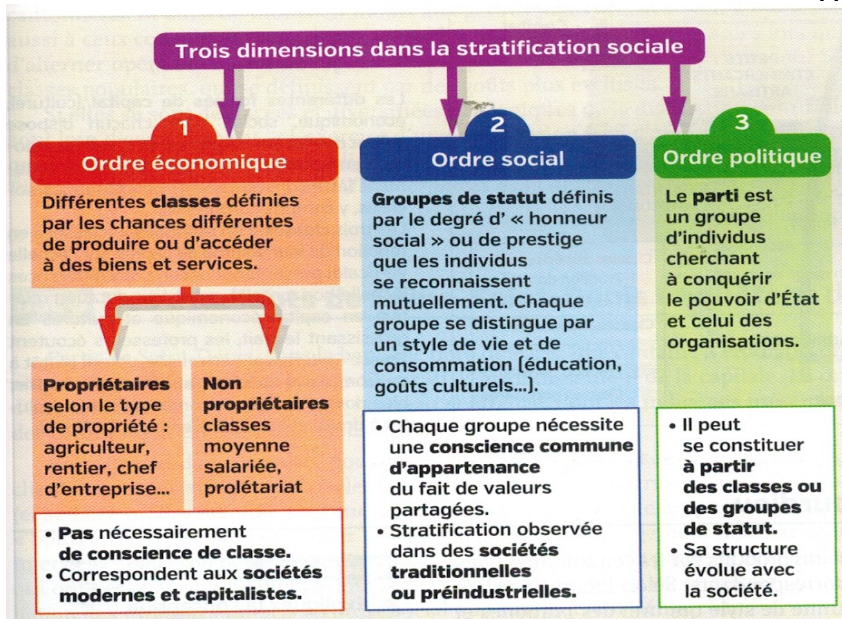 Trois dimensions dans la stratification sociale
1
Ordre économique
Différentes classes définies
par les chances différentes
de produire ou d'accéder
à des biens et services.
Propriétaires
selon le type
de propriété :
agriculteur,
rentier, chef
d'entreprise...
Non
propriétaires
classes
moyenne
salariée,
prolétariat
• Pas nécessairement
de conscience de classe.
• Correspondent aux sociétés
modernes et capitalistes.
2
Ordre social
Groupes de statut définis
par le degré d' « honneur
social » ou de prestige
que les individus
se reconnaissent
mutuellement. Chaque
groupe se distingue par
un style de vie et de
consommation (éducation,
goûts culturels...).
• Chaque groupe nécessite
une conscience commune
d'appartenance
du fait de valeurs
partagées.
• Stratification observée
dans des sociétés
traditionnelles
ou préindustrielles.
3
Ordre politique
Le parti est
un groupe
d'individus
cherchant
à conquérir
le pouvoir d'État
et celui des
organisations.
• Il peut
se constituer
à partir
des classes ou
des groupes
de statut.
• Sa structure
évolue avec
la société.